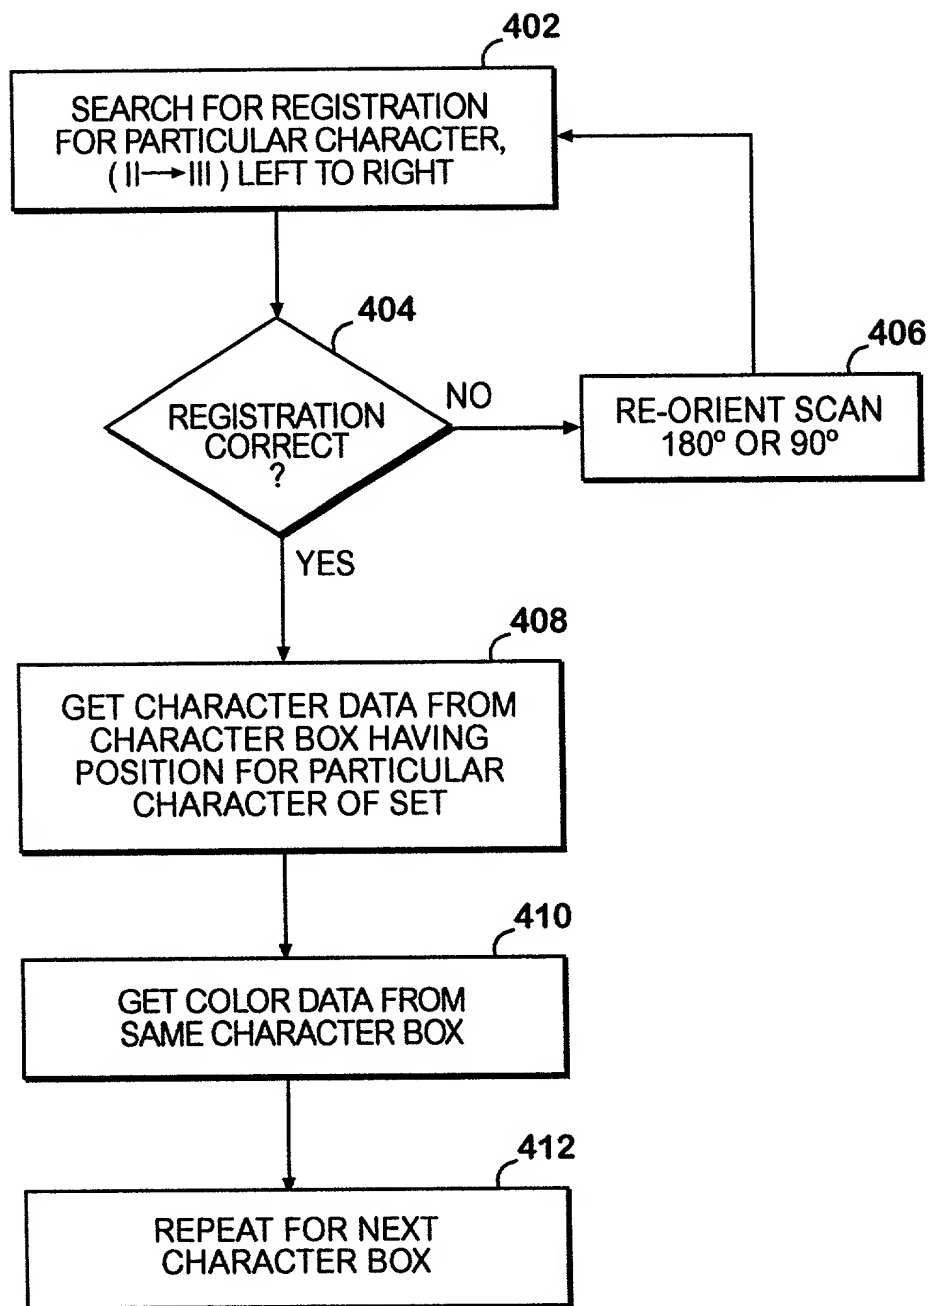 402
SEARCH FOR REGISTRATION
FOR PARTICULAR CHARACTER,
( II→III ) LEFT TO RIGHT
404
REGISTRATION
CORRECT
?
NO
406
RE-ORIENT SCAN
180º OR 90º
YES
408
GET CHARACTER DATA FROM
CHARACTER BOX HAVING
POSITION FOR PARTICULAR
CHARACTER OF SET
410
GET COLOR DATA FROM
SAME CHARACTER BOX
412
REPEAT FOR NEXT
CHARACTER BOX